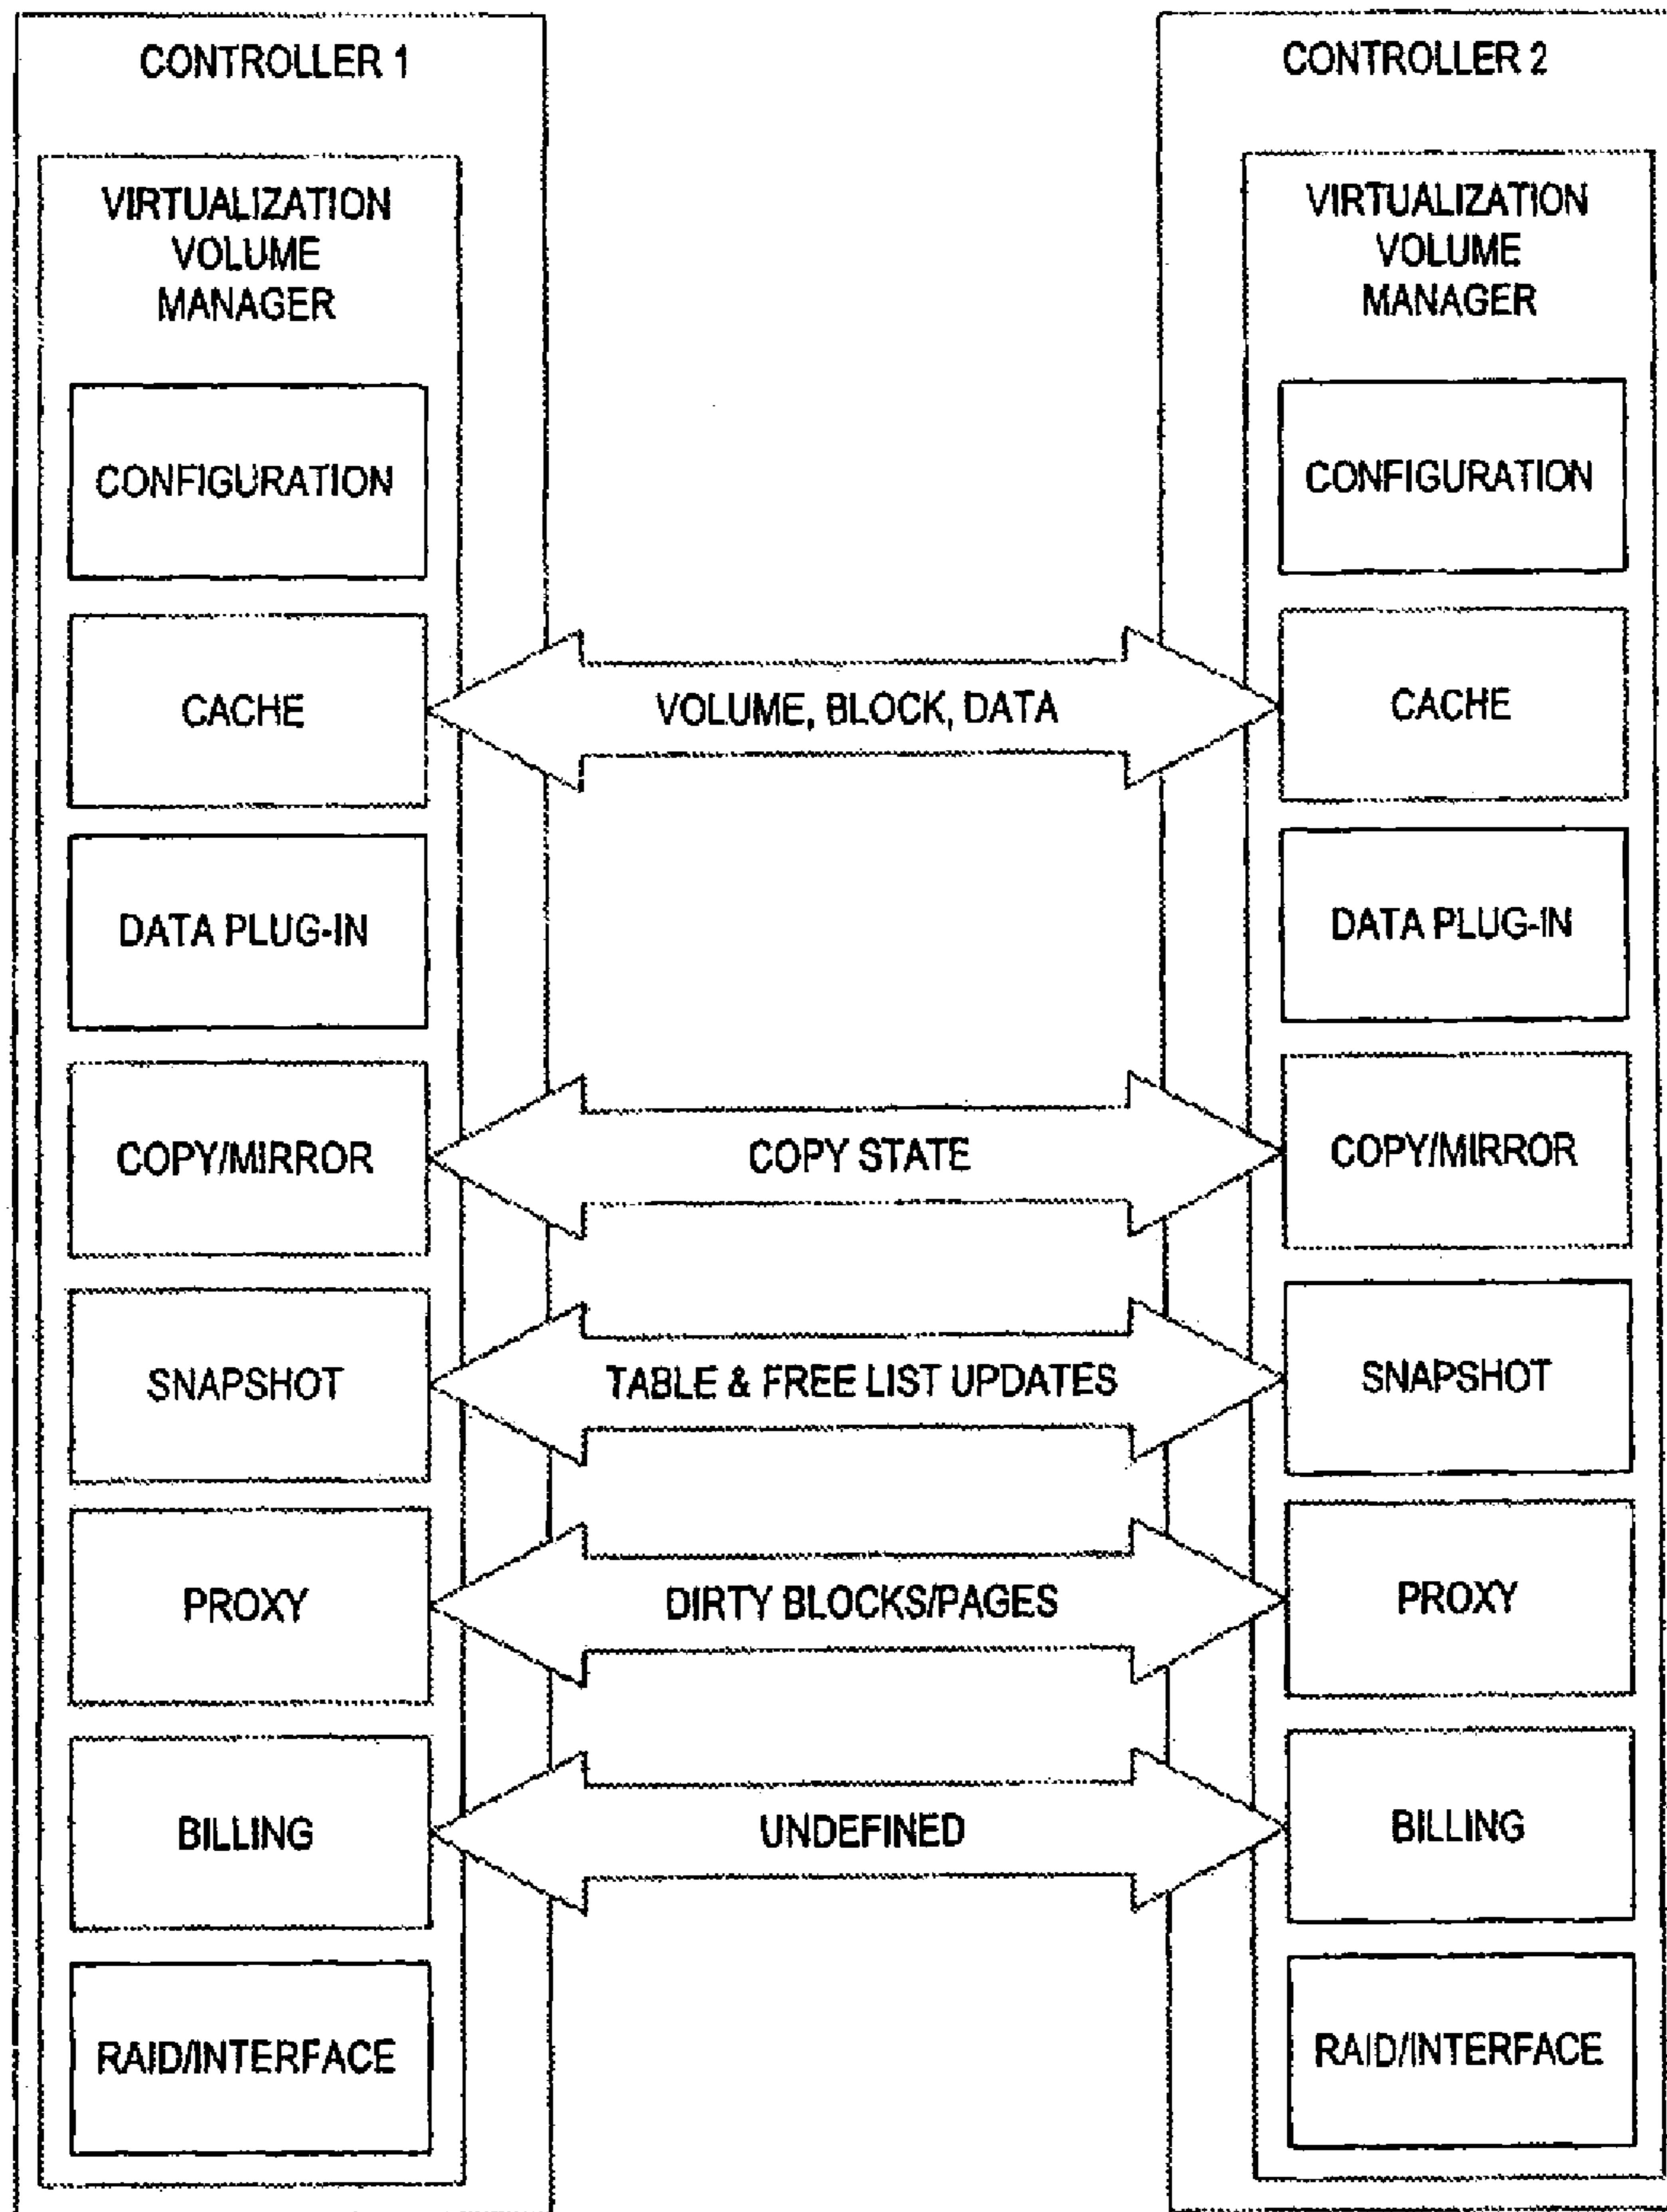 CONTROLLER 1
VIRTUALIZATION
VOLUME
MANAGER
CONFIGURATION
CACHE
DATA PLUG-IN
COPY/MIRROR
SNAPSHOT
PROXY
BILLING
RAID/INTERFACE
VOLUME, BLOCK, DATA
COPY STATE
TABLE & FREE LIST UPDATES
DIRTY BLOCKS/PAGES
UNDEFINED
CONTROLLER 2
VIRTUALIZATION
VOLUME
MANAGER
CONFIGURATION
CACHE
DATA PLUG-IN
COPY/MIRROR
SNAPSHOT
PROXY
BILLING
RAID/INTERFACE